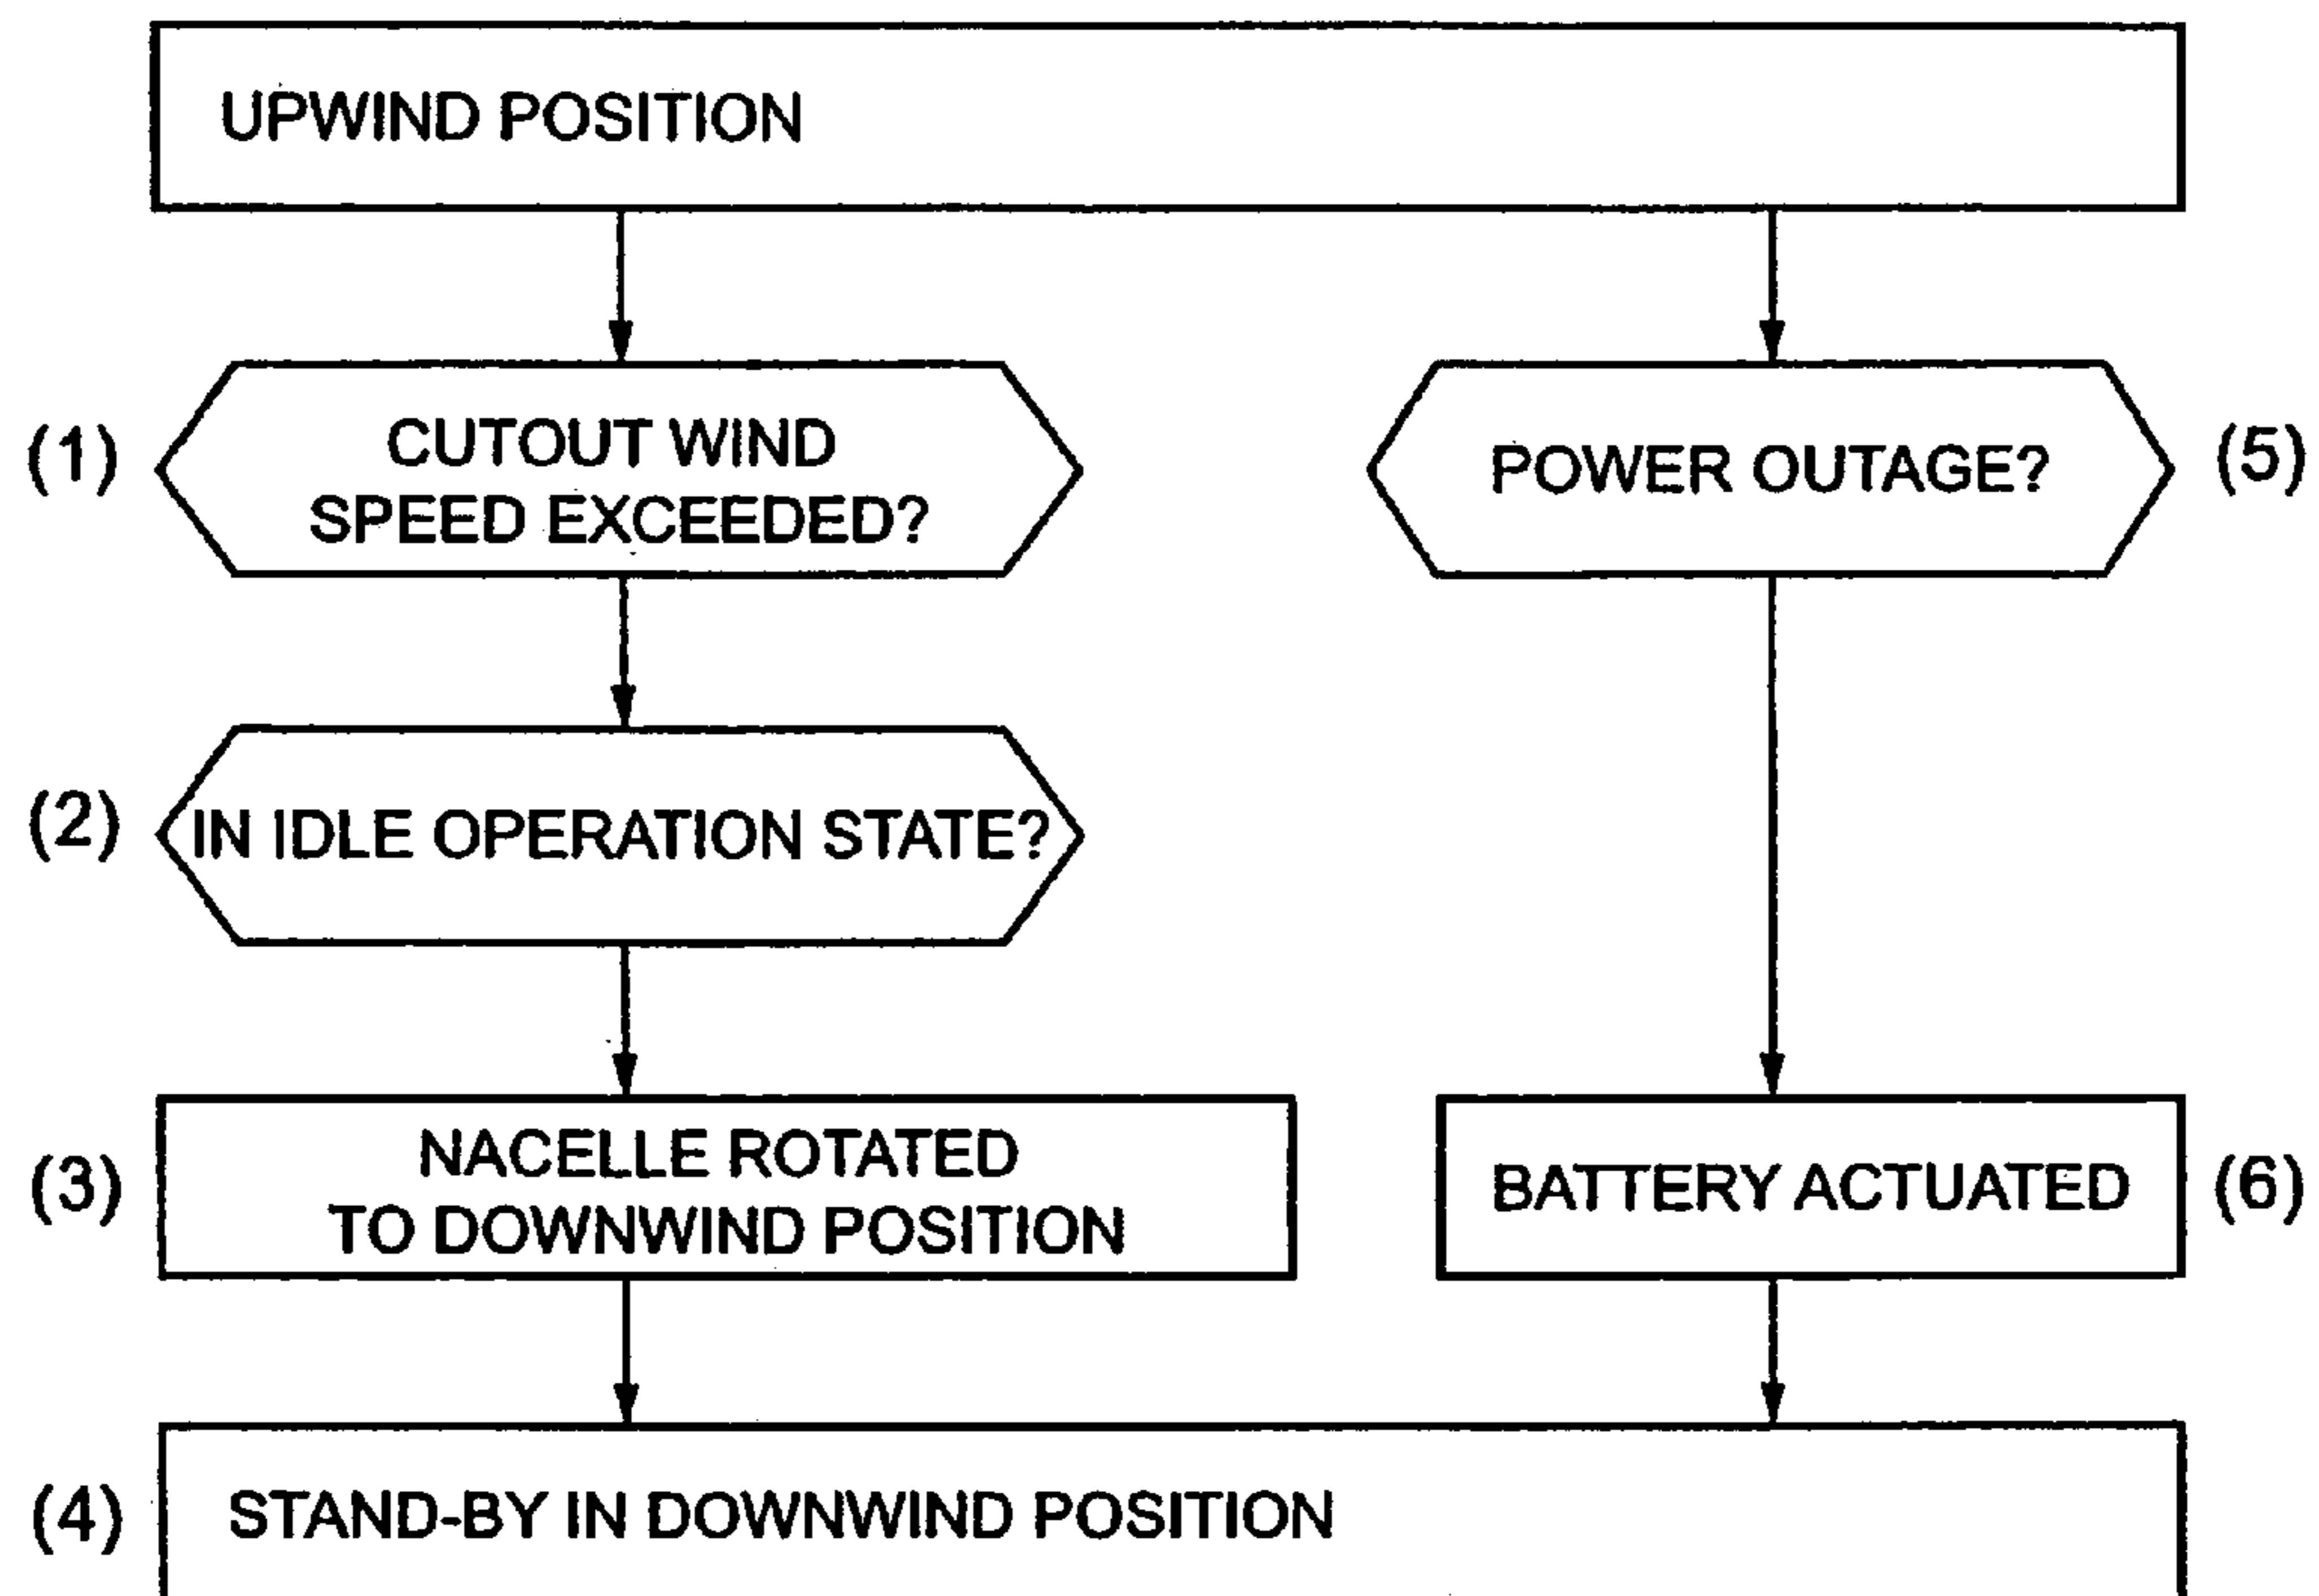 UPWIND POSITION
(1)
CUTOUT WIND
SPEED EXCEEDED?
POWER OUTAGE?
(5)
(2)
IN IDLE OPERATION STATE?
(3)
NACELLE ROTATED
TO DOWNWIND POSITION
BATTERY ACTUATED
(6)
(4)
STAND-BY IN DOWNWIND POSITION